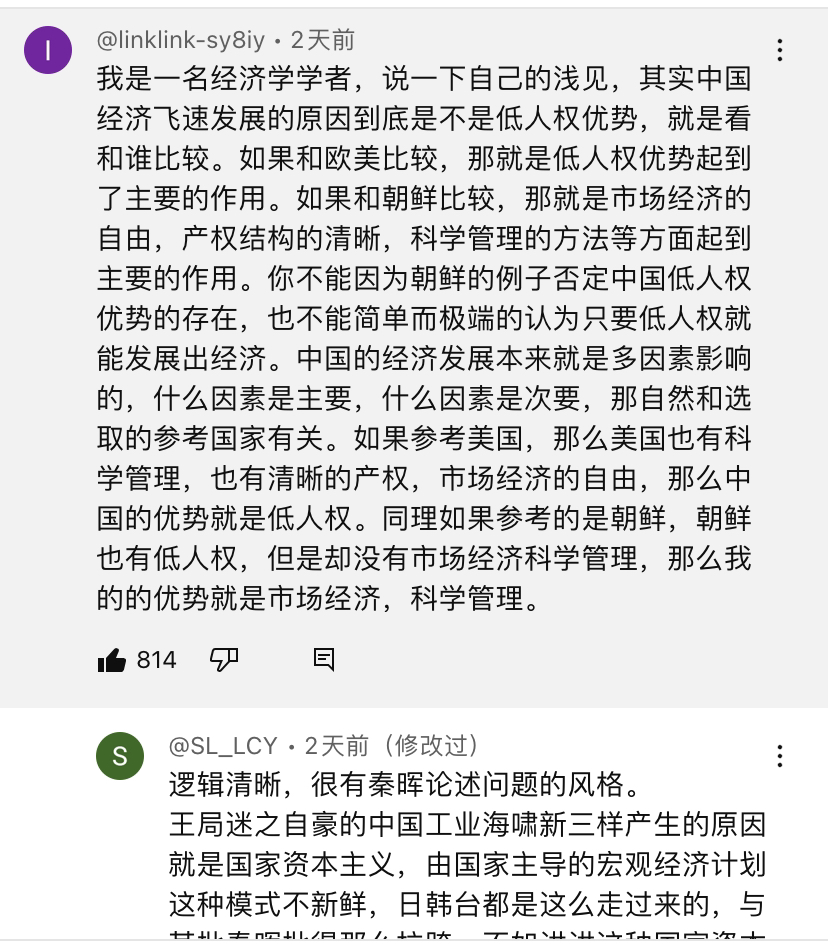 I
@linklink-sy8iy • 2天前
我是一名经济学学者，说一下自己的浅见，其实中国
经济飞速发展的原因到底是不是低人权优势，就是看
和谁比较。如果和欧美比较，那就是低人权优势起到
了主要的作用。如果和朝鲜比较，那就是市场经济的
自由，产权结构的清晰，科学管理的方法等方面起到
主要的作用。你不能因为朝鲜的例子否定中国低人权
优势的存在，也不能简单而极端的认为只要低人权就
能发展出经济。中国的经济发展本来就是多因素影响
的，什么因素是主要，什么因素是次要，那自然和选
取的参考国家有关。如果参考美国，那么美国也有科
学管理，也有清晰的产权，市场经济的自由，那么中
国的优势就是低人权。同理如果参考的是朝鲜，朝鲜
也有低人权，但是却没有市场经济科学管理，那么我
的的优势就是市场经济，科学管理。
814
S
@SL_LCY • 2天前（修改过）
逻辑清晰，很有秦晖论述问题的风格。
王局迷之自豪的中国工业海啸新三样产生的原因
就是国家资本主义，由国家主导的宏观经济计划
这种模式不新鲜，日韩台都是这么走过来的，与